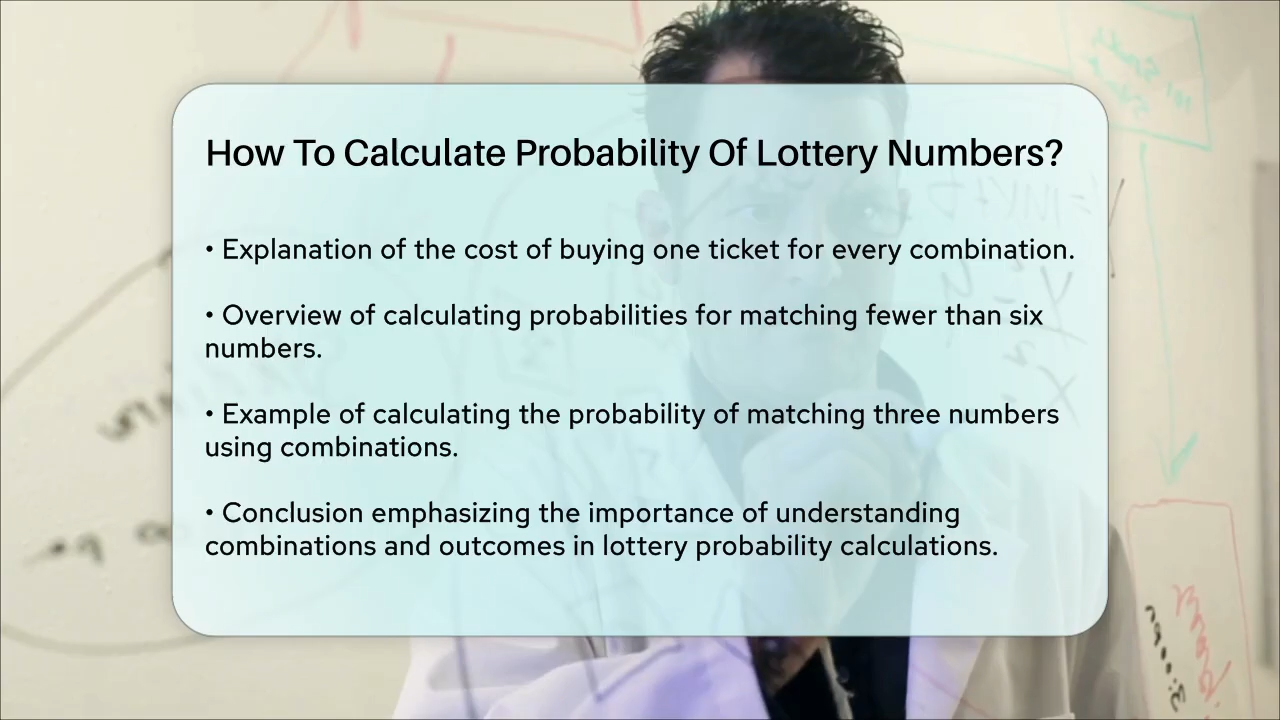 How To Calculate Probability Of Lottery Numbers?
• Explanation of the cost of buying one ticket for every combination.
• Overview of calculating probabilities for matching fewer than six
numbers.
• Example of calculating the probability of matching three numbers
using combinations.
• Conclusion emphasizing the importance of understanding
combinations and outcomes in lottery probability calculations.